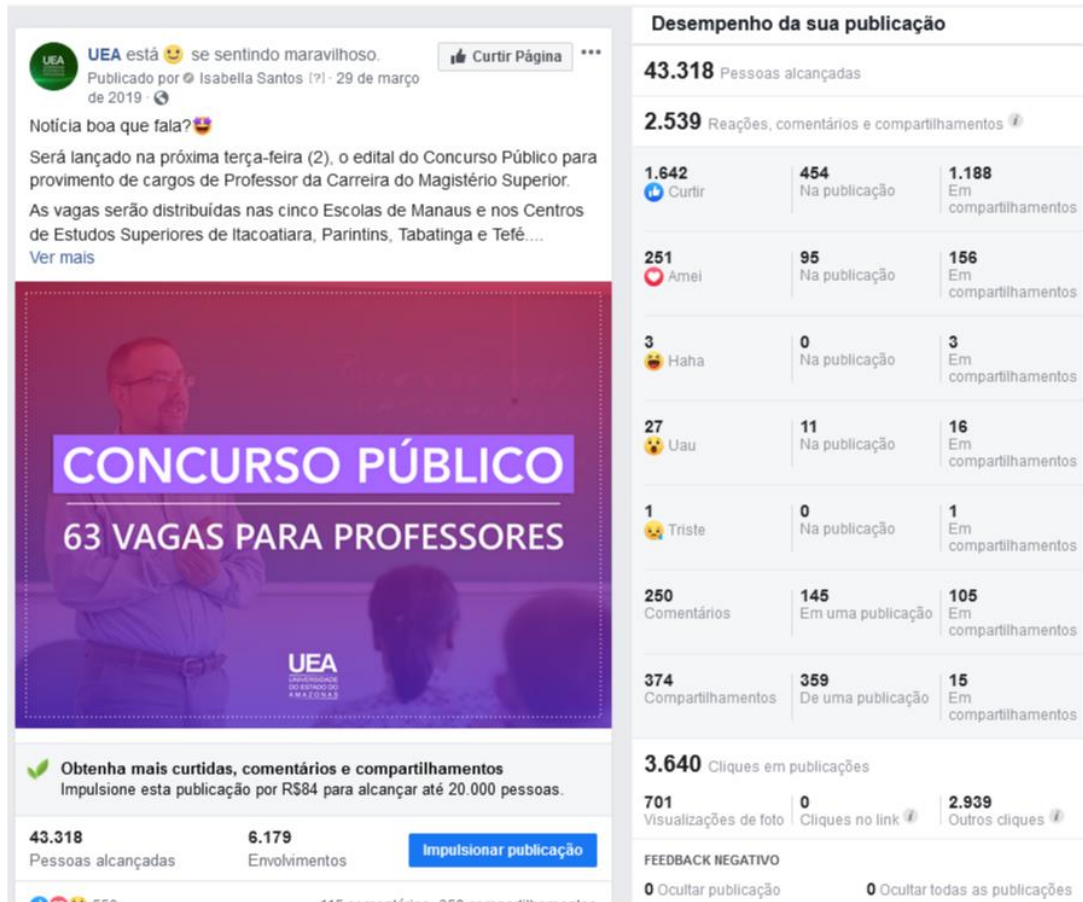 UEA está se sentindo maravilhoso.
Curtir Página
Publicado por Isabella Santos [?] · 29 de março
de 2019 ·
Notícia boa que fala?
Será lançado na próxima terça-feira (2), o edital do Concurso Público para
provimento de cargos de Professor da Carreira do Magistério Superior.
As vagas serão distribuídas nas cinco Escolas de Manaus e nos Centros
de Estudos Superiores de Itacoatiara, Parintins, Tabatinga e Tefé....
Ver mais
CONCURSO PÚBLICO
63 VAGAS PARA PROFESSORES
UEA
UNIVERSIDADE
DO ESTADO DO
AMAZONAS
Obtenha mais curtidas, comentários e compartilhamentos
Impulsione esta publicação por R$84 para alcançar até 20.000 pessoas.
43.318
Pessoas alcançadas
6.179
Envolvimentos
Impulsionar publicação
Desempenho da sua publicação
43.318 Pessoas alcançadas
2.539 Reações, comentários e compartilhamentos
1.642
Curtir
454
Na publicação
1.188
Em
compartilhamentos
251
Amei
95
Na publicação
156
Em
compartilhamentos
3
Haha
0
Na publicação
3
Em
compartilhamentos
27
Uau
11
Na publicação
16
Em
compartilhamentos
1
Triste
0
Na publicação
1
Em
compartilhamentos
250
Comentários
145
Em uma publicação
105
Em
compartilhamentos
374
Compartilhamentos
359
De uma publicação
15
Em
compartilhamentos
3.640 Cliques em publicações
701
Visualizações de foto
0
Cliques no link
2.939
Outros cliques
FEEDBACK NEGATIVO
0 Ocultar publicação
0 Ocultar todas as publicações